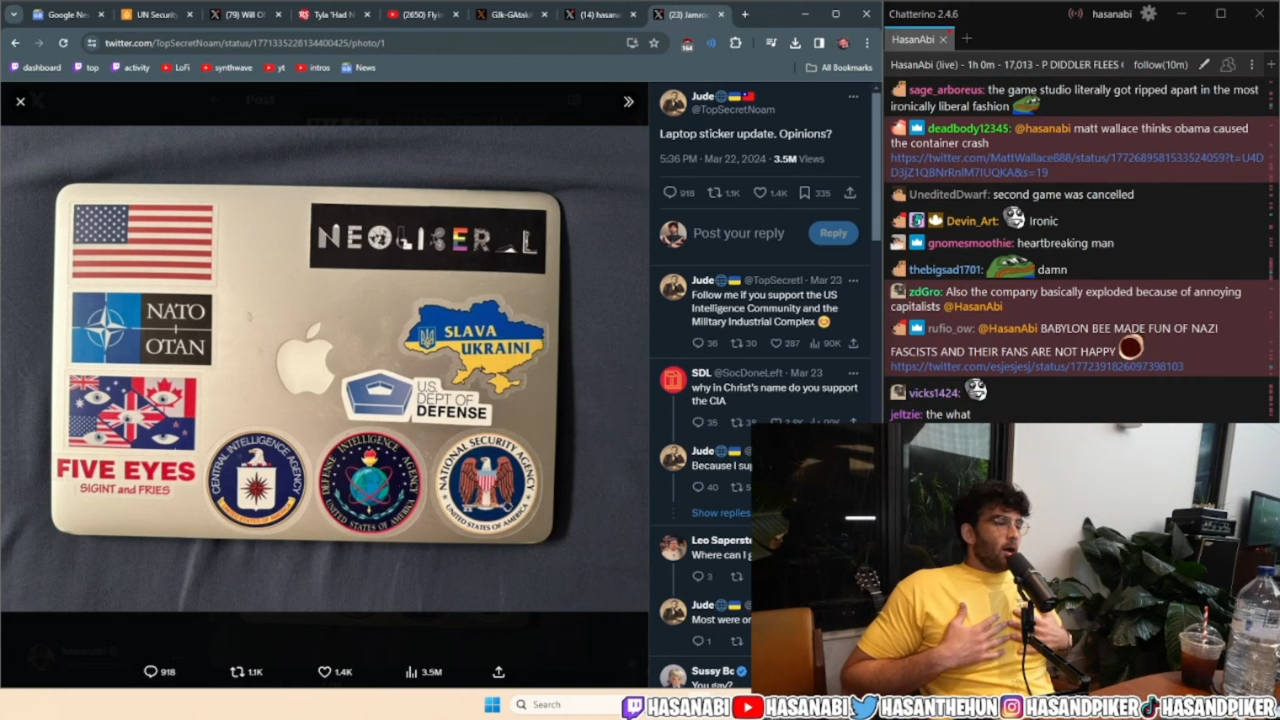 Google Ne
UN Security
(79) Will O
Tyla 'Had N
(2650) Flyi
(14) hasana
(23) Jamro
twitter.com/TopSecretNoam/status/1771335228134400425/photo/1
164
dashboard
top
activity
LoFi
synthwave
yt
intros
News
All Bookmarks
Post
NEOLIBERAL
NATO
OTAN
SLAVA
UKRAINI
U.S.
DEPT OF
DEFENSE
FIVE EYES
SIGINT and FRIES
CENTRAL INTELLIGENCE AGENCY
UNITED STATES OF AMERICA
DEFENSE INTELLIGENCE AGENCY
UNITED STATES OF AMERICA
NATIONAL SECURITY AGENCY
UNITED STATES OF AMERICA
918
1.1K
1.4K
3.5M
Jude
@TopSecretNoam
Laptop sticker update. Opinions?
5:36 PM · Mar 22, 2024 · 3.5M Views
918 1.1K 1.4K 335
Post your reply
Reply
Jude @TopSecret! · Mar 23
Follow me if you support the US
Intelligence Community and the
Military Industrial Complex
36 30 287 90K
SDL @SocDoneLeft · Mar 23
why in Christ's name do you support
the CIA
35
Jude
Because I su
40
Show replies
Leo Saperst
Where can I g
3
Jude
Most were or
1
Sussy Bc
You gay?
Chatterino 2.4.6
hasanabi
HasanAbi
HasanAbi (live) - 1h 0m - 17,013 - P DIDDLER FLEES
follow(10m)
sage_arboreus: the game studio literally got ripped apart in the most
ironically liberal fashion
deadbody12345: @hasanabi matt wallace thinks obama caused
the container crash
https://twitter.com/MattWallace888/status/1772689581533524059?t=U4D
D3jZ1QBNrRnlM7IUQKA&s=19
UneditedDwarf: second game was cancelled
Devin_Art: Ironic
gnomesmoothie: heartbreaking man
thebigsad1701: damn
zdGro: Also the company basically exploded because of annoying
capitalists @HasanAbi
rufio_ow: @HasanAbi BABYLON BEE MADE FUN OF NAZI
FASCISTS AND THEIR FANS ARE NOT HAPPY
https://twitter.com/esjesjesj/status/1772391826097398103
vicks1424:
jeltzie: the what
Search
HASANABI
HASANABI
HASANTHEHUN
HASANDPIKER
HASANDPIKER